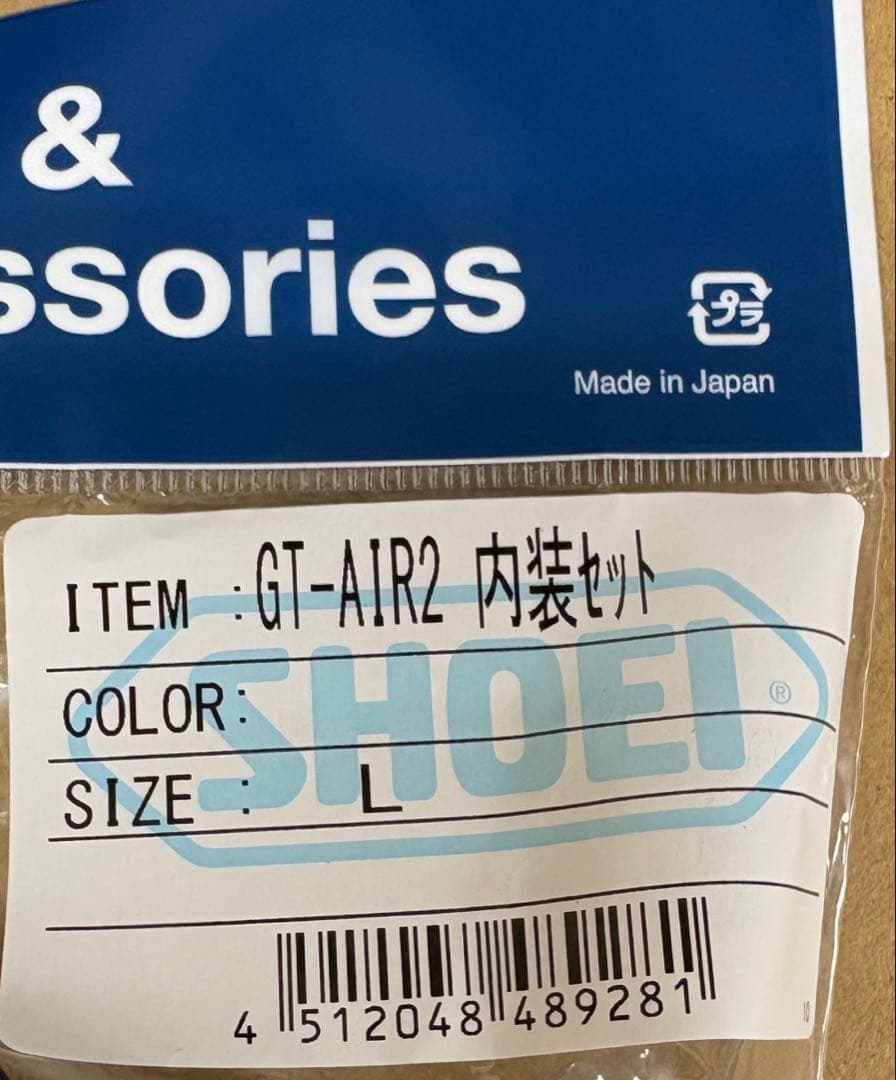 &
ssories
プラ
Made in Japan
ITEM :GT-AIR2 内装ｾｯﾄ
SHOEI®
COLOR:
SIZE : L
4 512048 489281